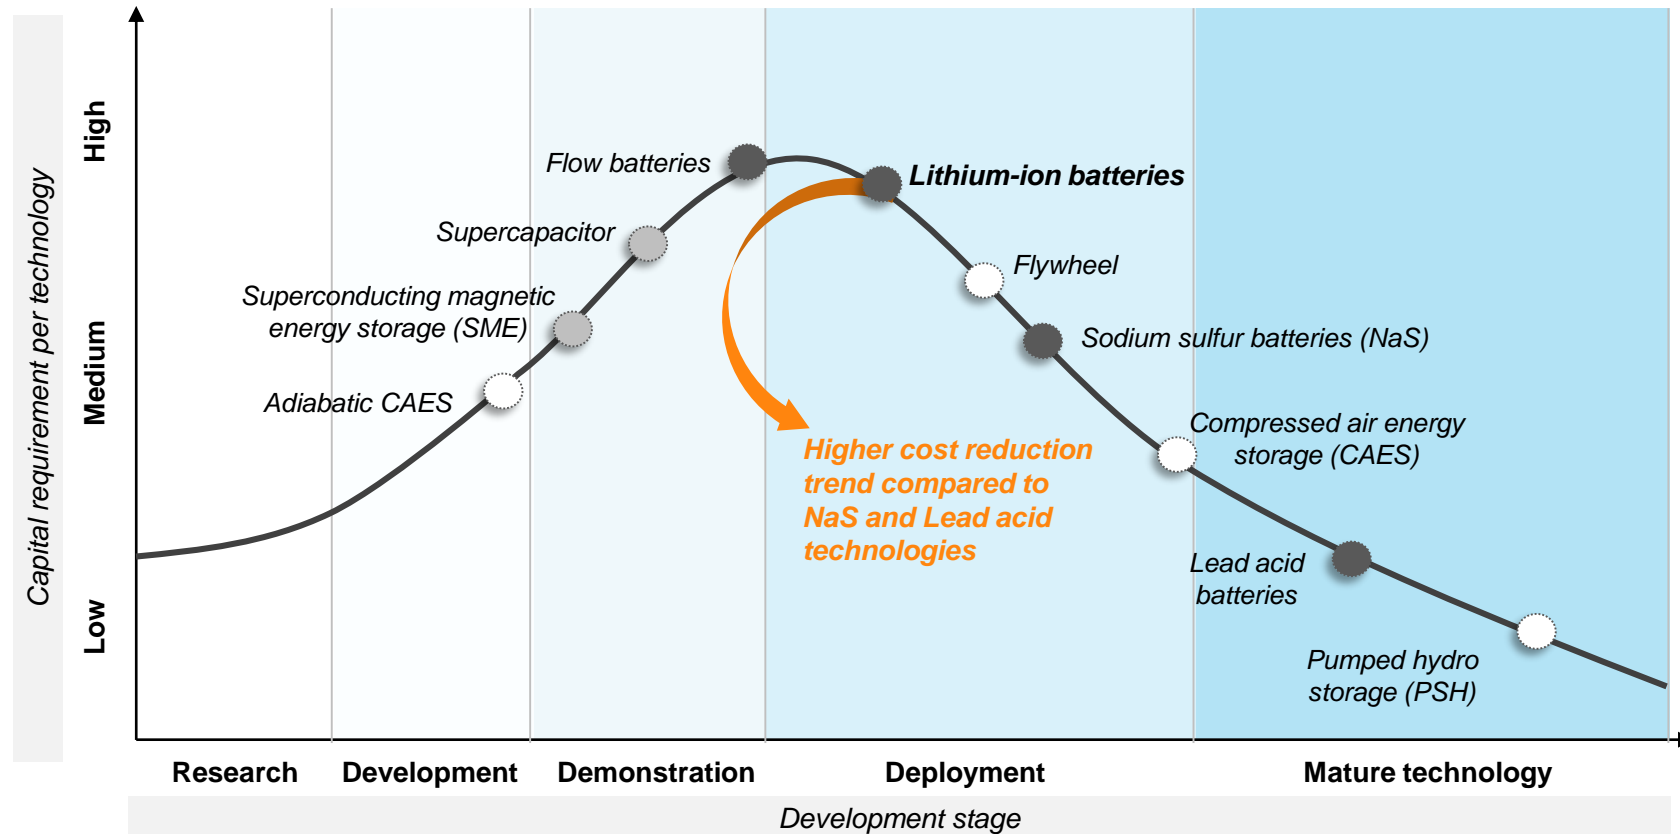 Capital requirement per technology
High
Medium
Low
Flow batteries
Lithium-ion batteries
Supercapacitor
Flywheel
Superconducting magnetic
energy storage (SME)
Sodium sulfur batteries (NaS)
Adiabatic CAES
Compressed air energy
storage (CAES)
Higher cost reduction
trend compared to
NaS and Lead acid
technologies
Lead acid
batteries
Pumped hydro
storage (PSH)
Research
Development
Demonstration
Deployment
Mature technology
Development stage